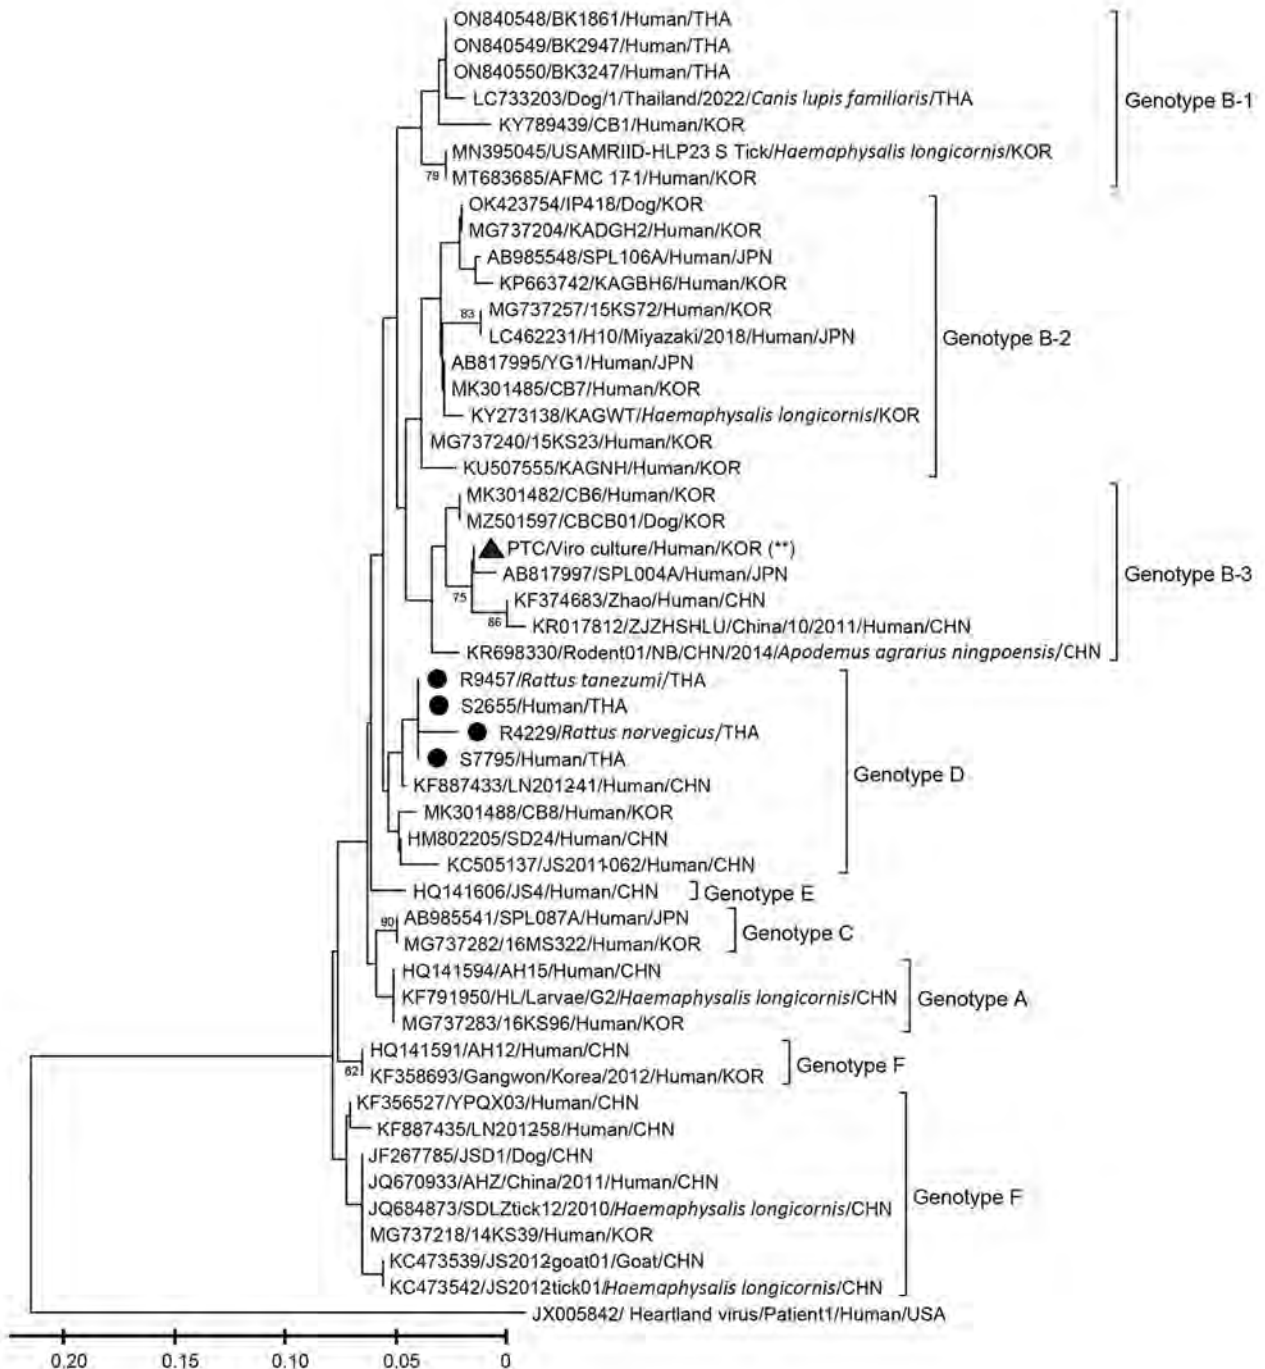 ON840548/BK1861/Human/THA
ON840549/BK2947/Human/THA
ON840550/BK3247/Human/THA
LC733203/Dog/1/Thailand/2022/Canis lupis familiaris/THA
Genotype B-1
KY789439/CB1/Human/KOR
MN395045/USAMRIID-HLP23 S Tick/Haemaphysalis longicornis/KOR
79
MT683685/AFMC 17-1/Human/KOR
OK423754/IP418/Dog/KOR
MG737204/KADGH2/Human/KOR
AB985548/SPL106A/Human/JPN
KP663742/KAGBH6/Human/KOR
83
MG737257/15KS72/Human/KOR
LC462231/H10/Miyazaki/2018/Human/JPN
Genotype B-2
AB817995/YG1/Human/JPN
MK301485/CB7/Human/KOR
KY273138/KAGWT/Haemaphysalis longicornis/KOR
MG737240/15KS23/Human/KOR
KU507555/KAGNH/Human/KOR
MK301482/CB6/Human/KOR
MZ501597/CBCB01/Dog/KOR
PTC/Viro culture/Human/KOR (**)
AB817997/SPL004A/Human/JPN
Genotype B-3
75
KF374683/Zhao/Human/CHN
86
KR017812/ZJZHSHLU/China/10/2011/Human/CHN
KR698330/Rodent01/NB/CHN/2014/Apodemus agrarius ningpoensis/CHN
R9457/Rattus tanezumi/THA
S2655/Human/THA
R4229/Rattus norvegicus/THA
S7795/Human/THA
Genotype D
KF887433/LN201241/Human/CHN
MK301488/CB8/Human/KOR
HM802205/SD24/Human/CHN
KC505137/JS2011-062/Human/CHN
HQ141606/JS4/Human/CHN
Genotype E
90
AB985541/SPL087A/Human/JPN
Genotype C
MG737282/16MS322/Human/KOR
HQ141594/AH15/Human/CHN
KF791950/HL/Larvae/G2/Haemaphysalis longicornis/CHN
Genotype A
MG737283/16KS96/Human/KOR
HQ141591/AH12/Human/CHN
Genotype F
62
KF358693/Gangwon/Korea/2012/Human/KOR
KF356527/YPQX03/Human/CHN
KF887435/LN201258/Human/CHN
JF267785/JSD1/Dog/CHN
JQ670933/AHZ/China/2011/Human/CHN
Genotype F
JQ684873/SDLZtick12/2010/Haemaphysalis longicornis/CHN
MG737218/14KS39/Human/KOR
KC473539/JS2012goat01/Goat/CHN
KC473542/JS2012tick01/Haemaphysalis longicornis/CHN
JX005842/ Heartland virus/Patient1/Human/USA
0.20 0.15 0.10 0.05 0